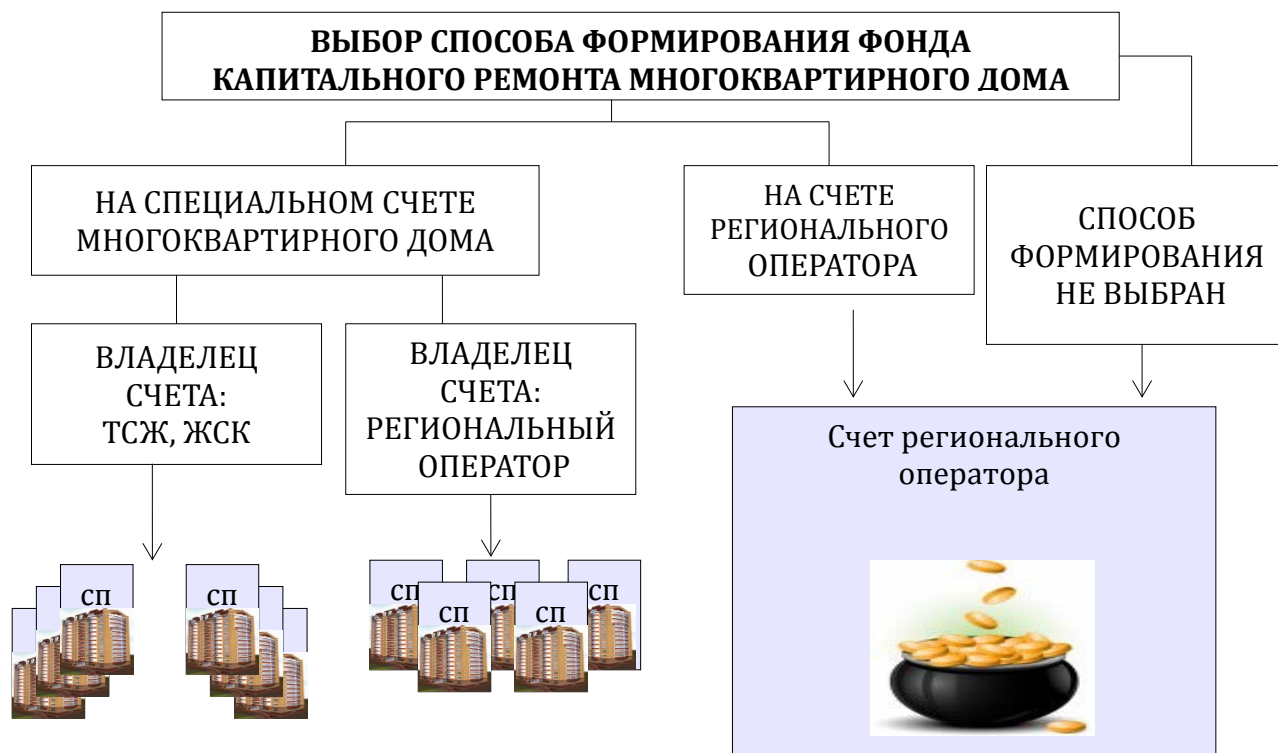 ВЫБОР СПОСОБА ФОРМИРОВАНИЯ ФОНДА
КАПИТАЛЬНОГО РЕМОНТА МНОГОКВАРТИРНОГО ДОМА
НА СПЕЦИАЛЬНОМ СЧЕТЕ
МНОГОКВАРТИРНОГО ДОМА
НА СЧЕТЕ
РЕГИОНАЛЬНОГО
ОПЕРАТОРА
СПОСОБ
ФОРМИРОВАНИЯ
НЕ ВЫБРАН
ВЛАДЕЛЕЦ
СЧЕТА:
ТСЖ, ЖСК
ВЛАДЕЛЕЦ
СЧЕТА:
РЕГИОНАЛЬНЫЙ
ОПЕРАТОР
Счет регионального
оператора
сп
сп
сп
сп
сп
сп
сп